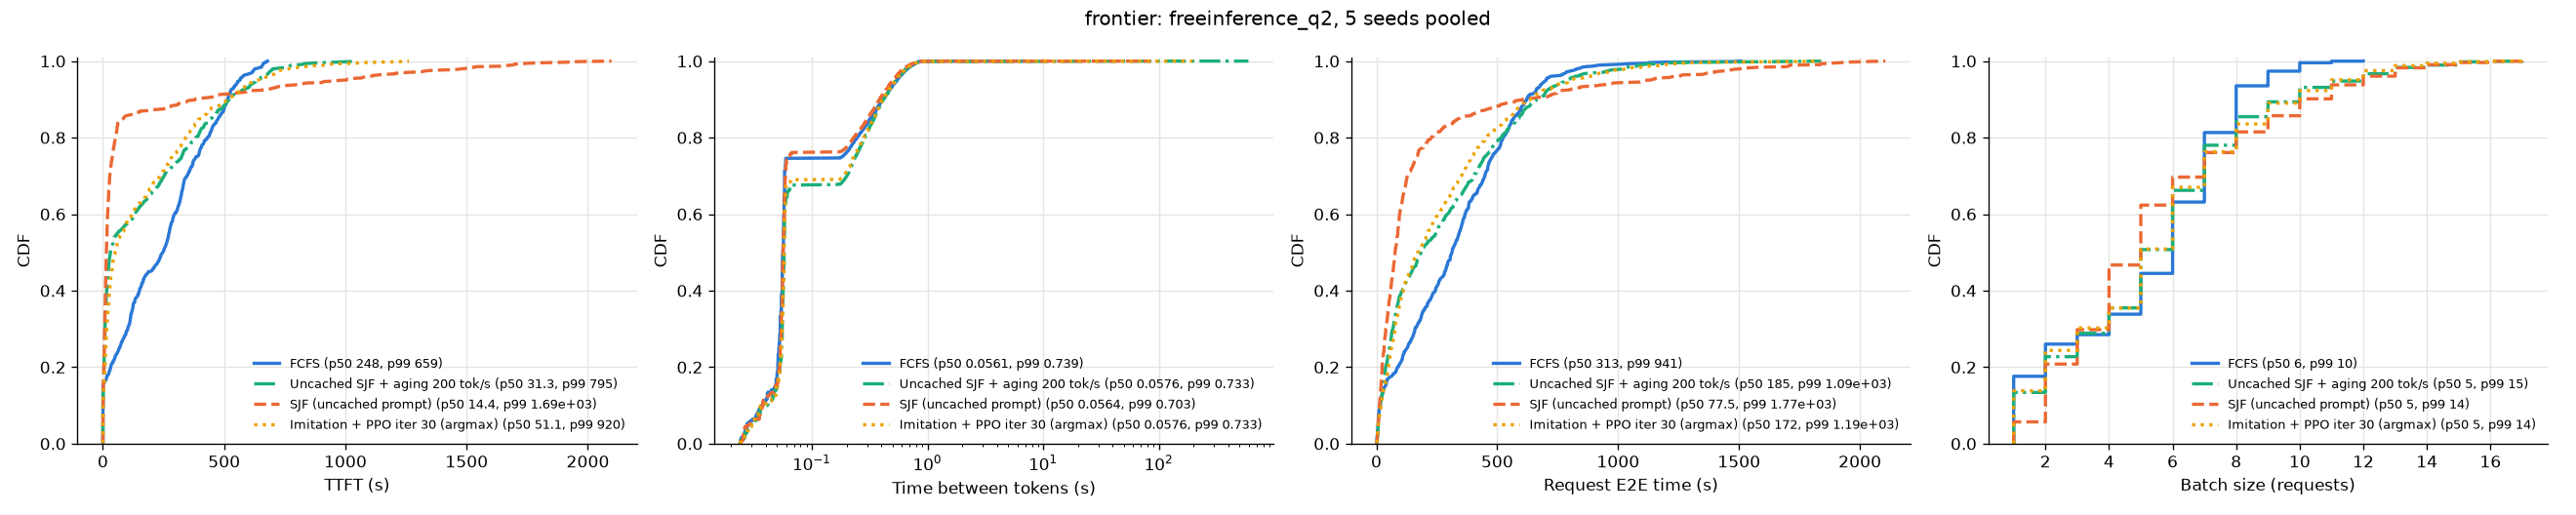 frontier: freeinference_q2, 5 seeds pooled
CDF
1.0
0.8
0.6
0.4
0.2
0.0
FCFS (p50 248, p99 659)
Uncached SJF + aging 200 tok/s (p50 31.3, p99 795)
SJF (uncached prompt) (p50 14.4, p99 1.69e+03)
Imitation + PPO iter 30 (argmax) (p50 51.1, p99 920)
0 500 1000 1500 2000
TTFT (s)
CDF
1.0
0.8
0.6
0.4
0.2
0.0
FCFS (p50 0.0561, p99 0.739)
Uncached SJF + aging 200 tok/s (p50 0.0576, p99 0.733)
SJF (uncached prompt) (p50 0.0564, p99 0.703)
Imitation + PPO iter 30 (argmax) (p50 0.0576, p99 0.733)
10⁻¹ 10⁰ 10¹ 10²
Time between tokens (s)
CDF
1.0
0.8
0.6
0.4
0.2
0.0
FCFS (p50 313, p99 941)
Uncached SJF + aging 200 tok/s (p50 185, p99 1.09e+03)
SJF (uncached prompt) (p50 77.5, p99 1.77e+03)
Imitation + PPO iter 30 (argmax) (p50 172, p99 1.19e+03)
0 500 1000 1500 2000
Request E2E time (s)
CDF
1.0
0.8
0.6
0.4
0.2
0.0
FCFS (p50 6, p99 10)
Uncached SJF + aging 200 tok/s (p50 5, p99 15)
SJF (uncached prompt) (p50 5, p99 14)
Imitation + PPO iter 30 (argmax) (p50 5, p99 14)
2 4 6 8 10 12 14 16
Batch size (requests)